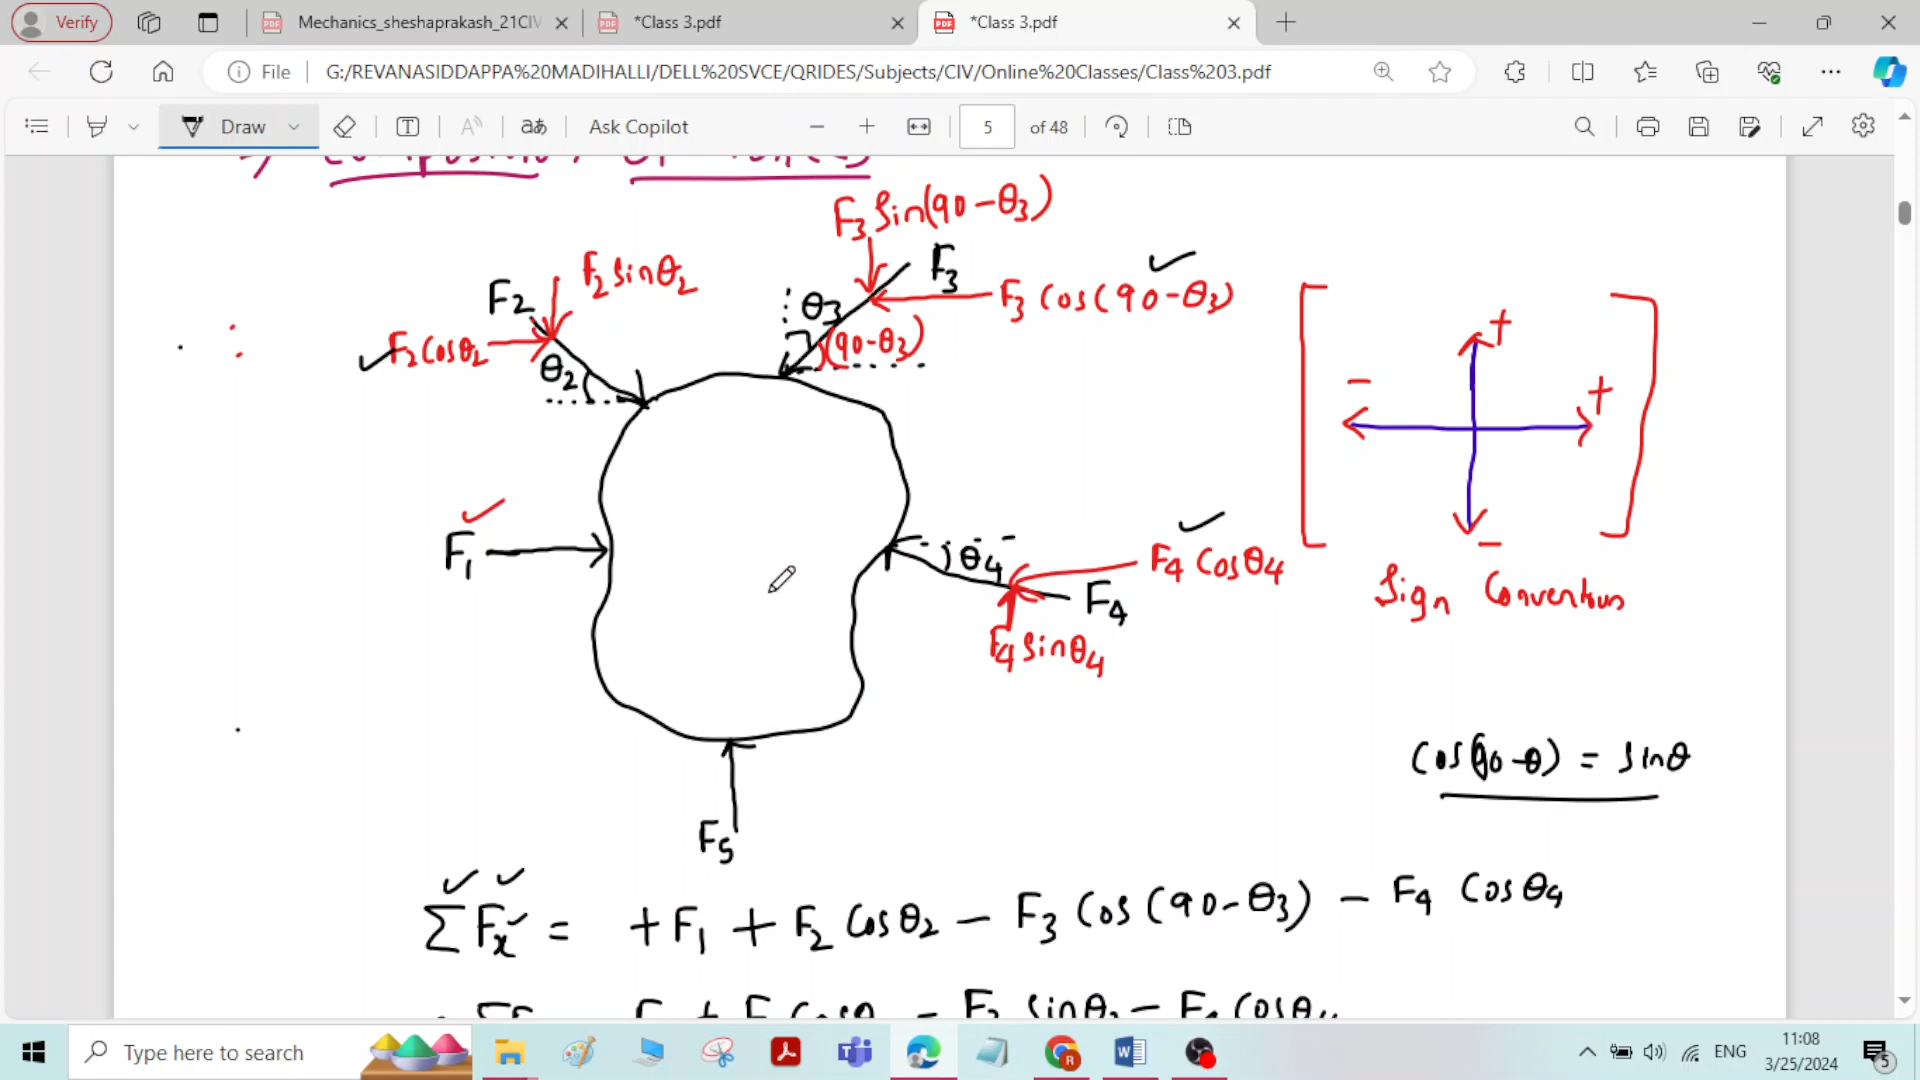 Verify
Mechanics_sheshaprakash_21CIV
*Class 3.pdf
*Class 3.pdf
File
G:/REVANASIDDAPPA%20MADIHALLI/DELL%20SVCE/QRIDES/Subjects/CIV/Online%20Classes/Class%203.pdf
Draw
Ask Copilot
5 of 48
F3 Sin(90-θ3)
F3
F2 sinθ2
F2
θ3
F3 cos(90-θ3)
F2 cosθ2
θ2
(90-θ3)
+
-
+
F1
θ4
F4 Cosθ4
-
F4
Sign Conventions
F4 sinθ4
Cos(90-θ) = sinθ
F5
ΣFx = +F1 + F2 Cosθ2 - F3 Cos(90-θ3) - F4 Cosθ4
Type here to search
ENG
11:08
3/25/2024
5